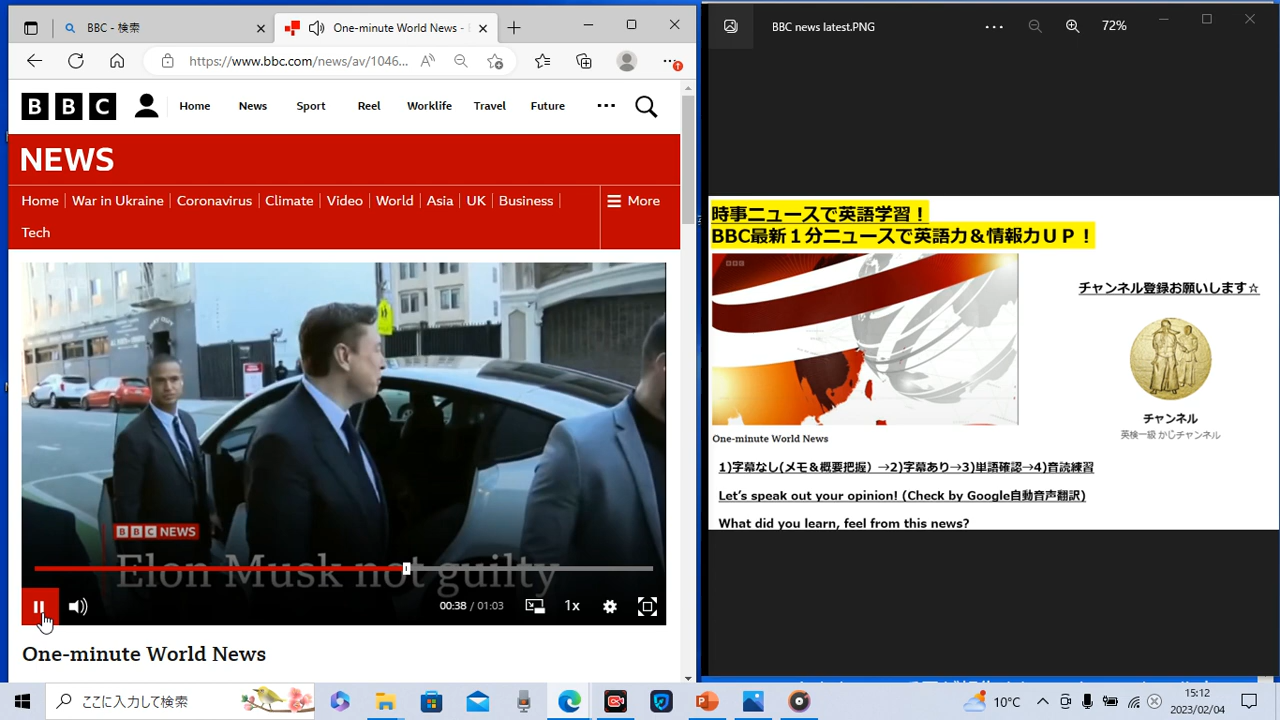 BBC - 検索
One-minute World News -
https://www.bbc.com/news/av/1046...
BBC
Home
News
Sport
Reel
Worklife
Travel
Future
NEWS
Home
War in Ukraine
Coronavirus
Climate
Video
World
Asia
UK
Business
More
Tech
BBC NEWS
Elon Musk not guilty
00:38 / 01:03
1x
One-minute World News
BBC news latest.PNG
72%
時事ニュースで英語学習！
BBC最新１分ニュースで英語力＆情報力ＵＰ！
チャンネル登録お願いします☆
チャンネル
英検一級 かじチャンネル
One-minute World News
1)字幕なし(メモ＆概要把握）→2)字幕あり→3)単語確認→4)音読練習
Let's speak out your opinion! (Check by Google自動音声翻訳)
What did you learn, feel from this news?
ここに入力して検索
10°C
15:12
2023/02/04